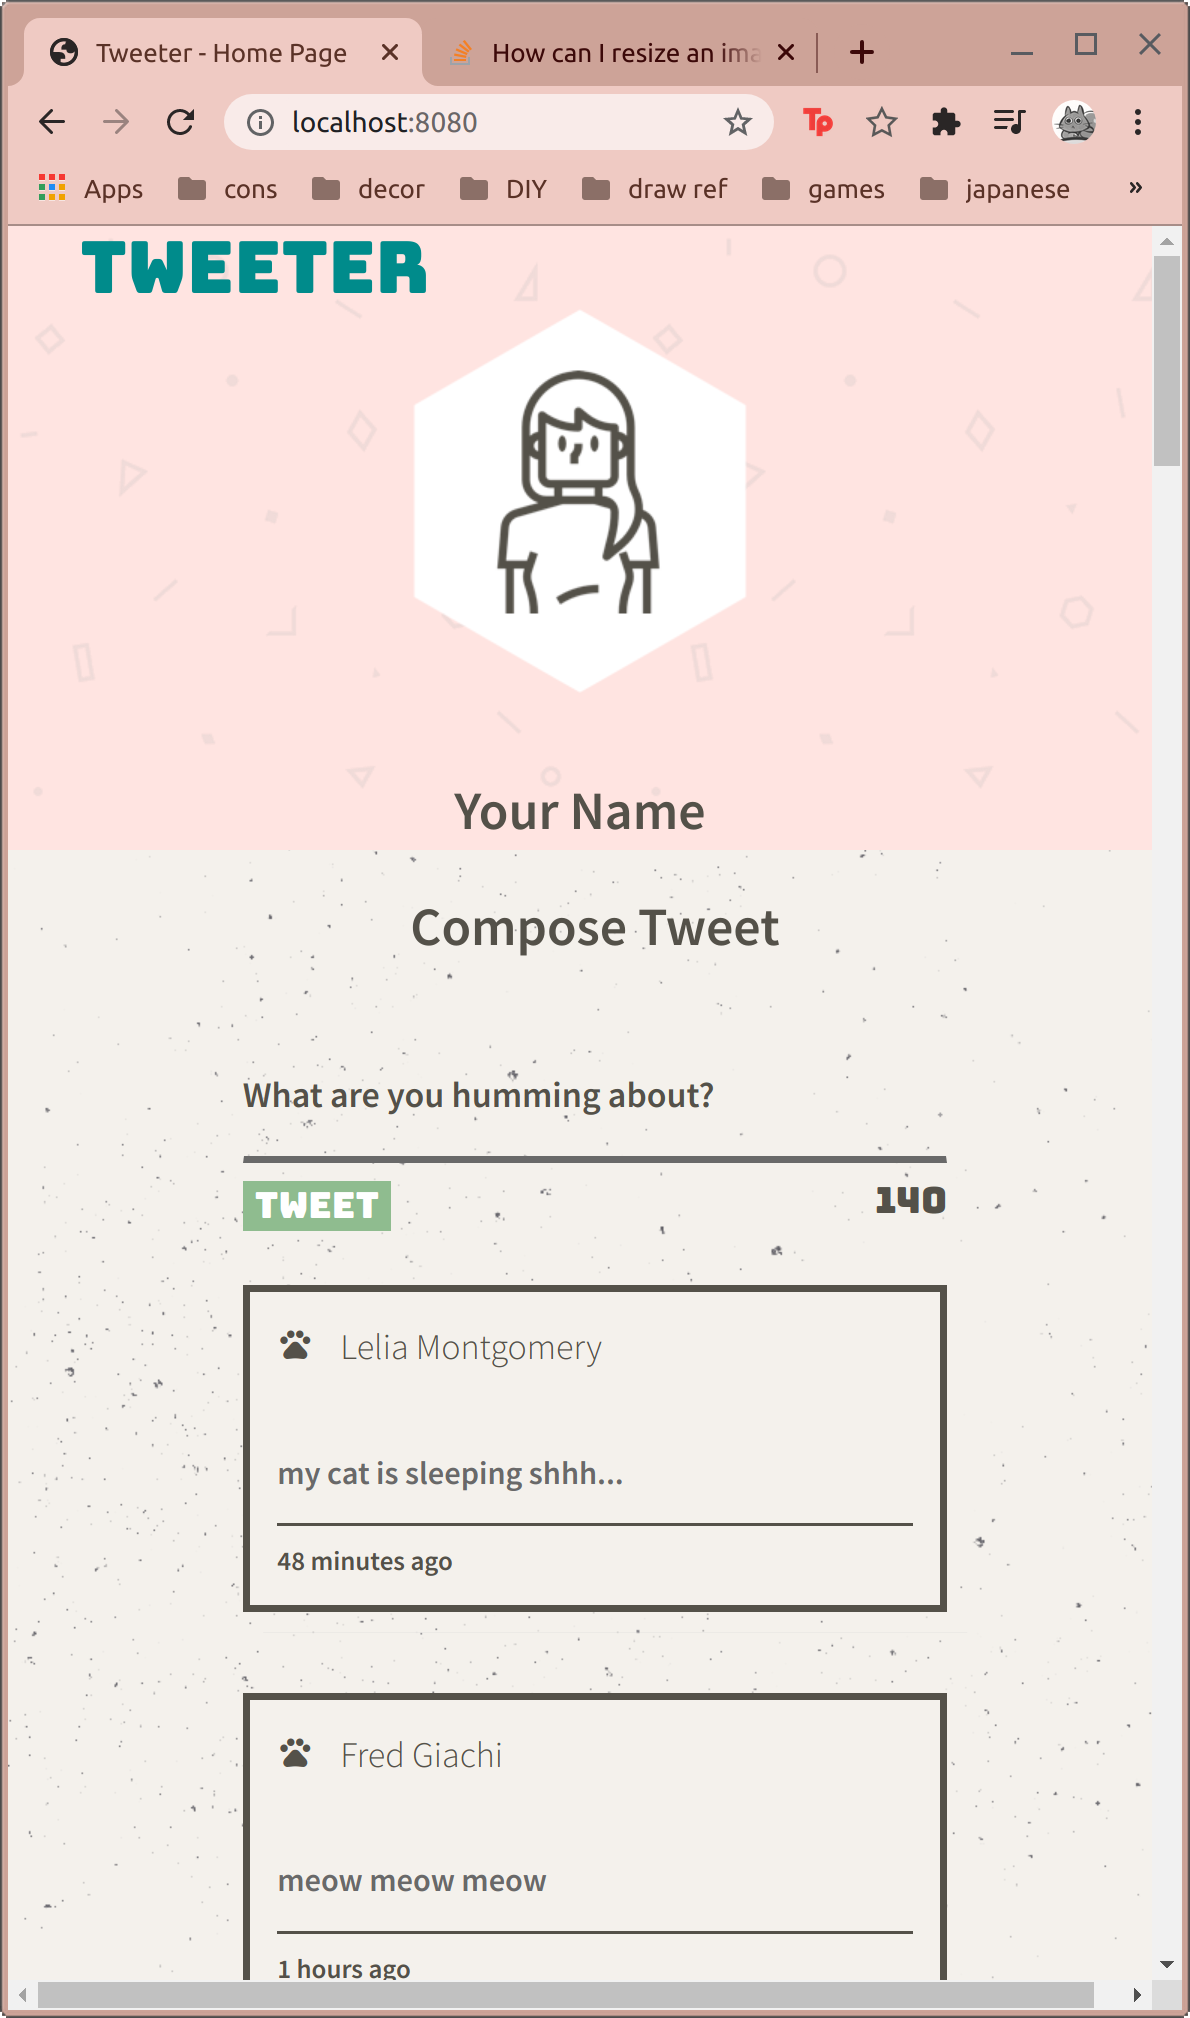 Tweeter - Home Page
How can I resize an ima
localhost:8080
Tp
Apps cons decor DIY draw ref games japanese »
TWEETER
Your Name
Compose Tweet
What are you humming about?
TWEET 140
Lelia Montgomery
my cat is sleeping shhh...
48 minutes ago
Fred Giachi
meow meow meow
1 hours ago